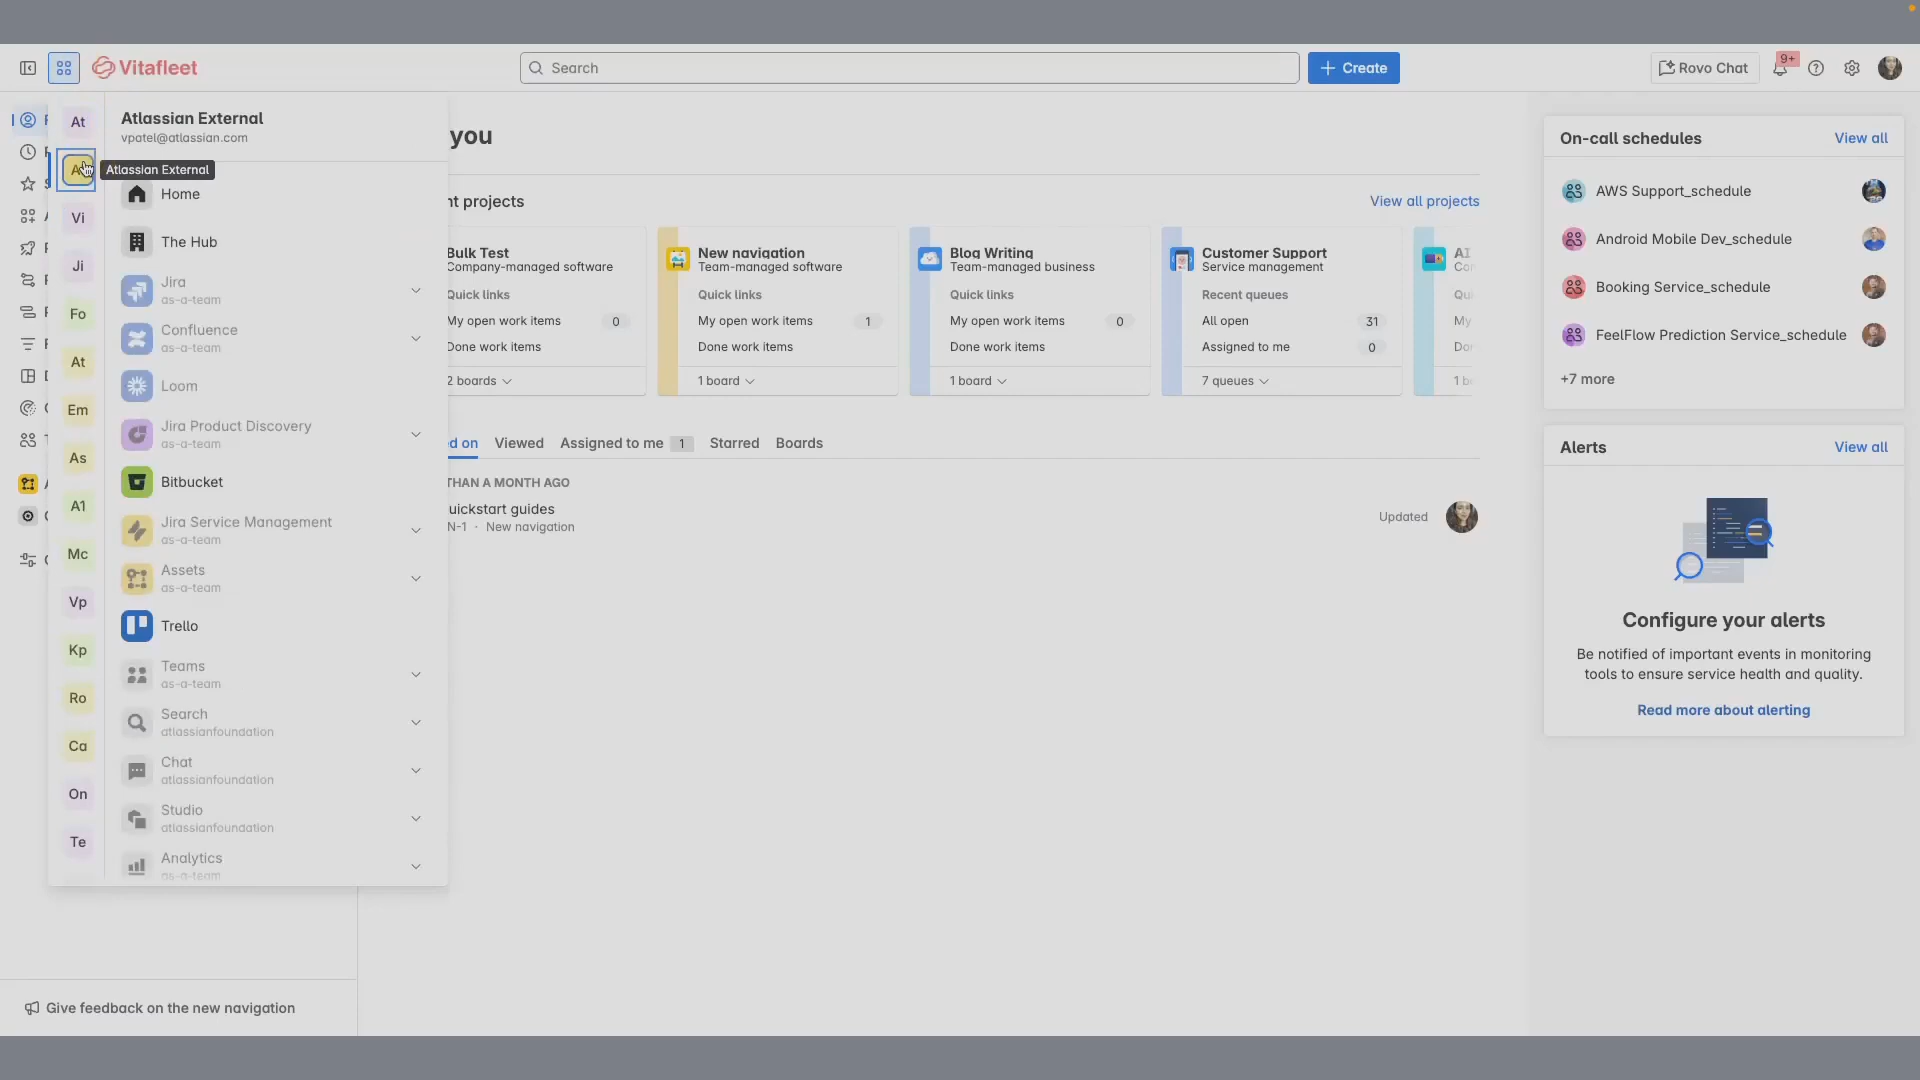 Vitafleet
Search
Create
Rovo Chat
9+
At
Vi
Ji
Fo
At
Em
As
A1
Mc
Vp
Kp
Ro
Ca
On
Te
Atlassian External
vpatel@atlassian.com
Atlassian External
Home
The Hub
Jira
as-a-team
Confluence
as-a-team
Loom
Jira Product Discovery
as-a-team
Bitbucket
Jira Service Management
as-a-team
Assets
as-a-team
Trello
Teams
as-a-team
Search
atlassianfoundation
Chat
atlassianfoundation
Studio
atlassianfoundation
Analytics
as-a-team
you
nt projects
View all projects
Bulk Test
Company-managed software
Quick links
My open work items 0
Done work items
2 boards
New navigation
Team-managed software
Quick links
My open work items 1
Done work items
1 board
Blog Writing
Team-managed business
Quick links
My open work items 0
Done work items
1 board
Customer Support
Service management
Recent queues
All open 31
Assigned to me 0
7 queues
AI
Con
Qui
My
Don
1 b
ed on Viewed Assigned to me 1 Starred Boards
THAN A MONTH AGO
uickstart guides
N-1 · New navigation
Updated
On-call schedules View all
AWS Support_schedule
Android Mobile Dev_schedule
Booking Service_schedule
FeelFlow Prediction Service_schedule
+7 more
Alerts View all
Configure your alerts
Be notified of important events in monitoring
tools to ensure service health and quality.
Read more about alerting
Give feedback on the new navigation